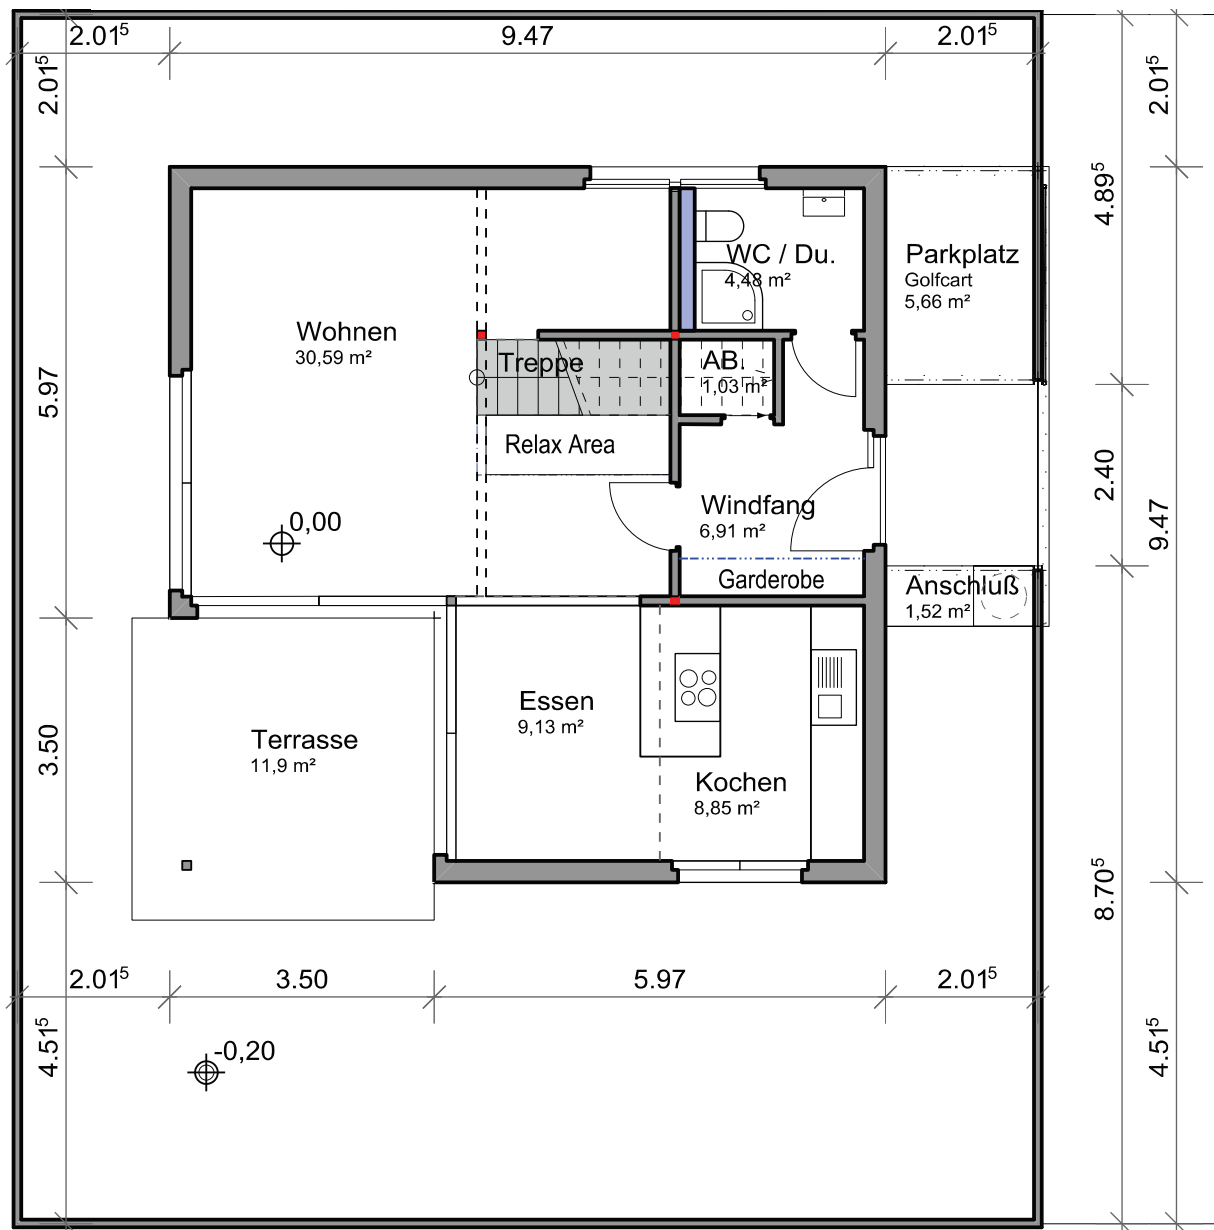 2.01⁵
9.47
2.01⁵
2.01⁵
2.01⁵
4.89⁵
WC / Du.
4,48 m²
Parkplatz
Golfcart
5,66 m²
Wohnen
30,59 m²
Treppe
AB.
1,03 m²
5.97
Relax Area
2.40
Windfang
6,91 m²
9.47
0,00
Garderobe
Anschluß
1,52 m²
Essen
9,13 m²
3.50
Terrasse
11,9 m²
Kochen
8,85 m²
8.70⁵
2.01⁵
3.50
5.97
2.01⁵
4.51⁵
-0,20
4.51⁵